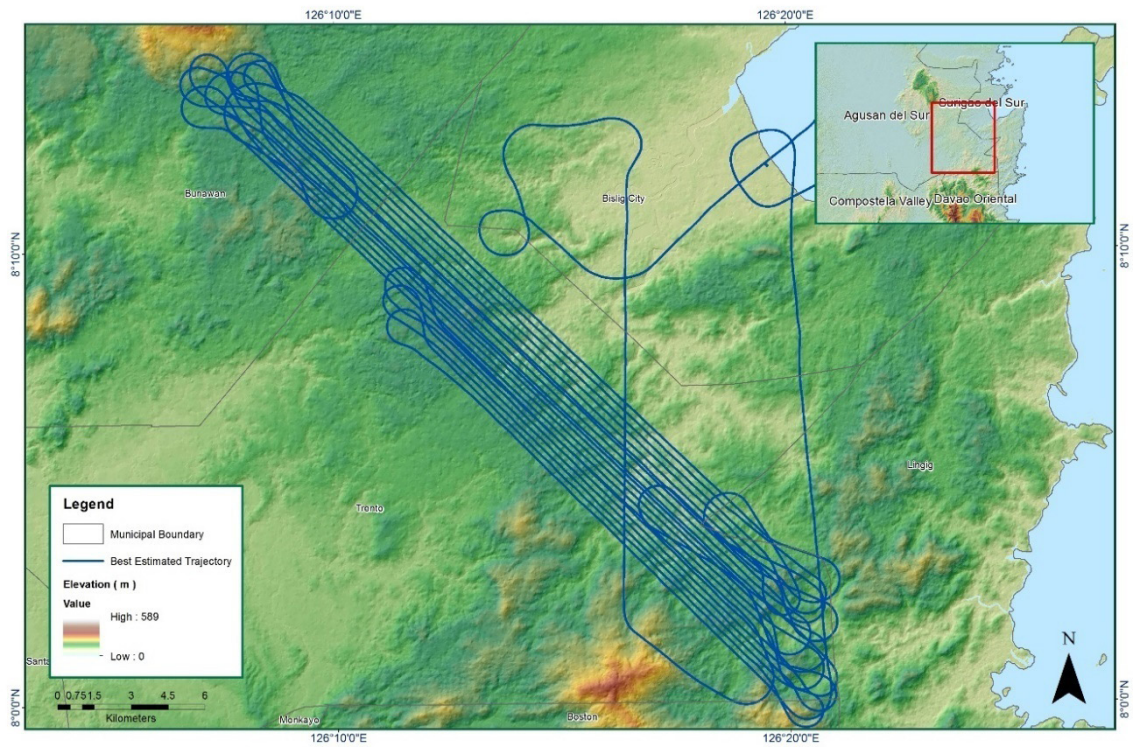 126°10'0"E
126°20'0"E
Surigao del Sur
Agusan del Sur
Compostela Valley
Davao Oriental
Bunawan
Bislig City
8°10'0"N
8°10'0"N
Lingig
Legend
Municipal Boundary
Best Estimated Trajectory
Elevation ( m )
Value
High : 589
Low : 0
Trento
Santa
0 0.75 1.5 3 4.5 6
Kilometers
N
8°0'0"N
8°0'0"N
Monkayo
Boston
126°10'0"E
126°20'0"E